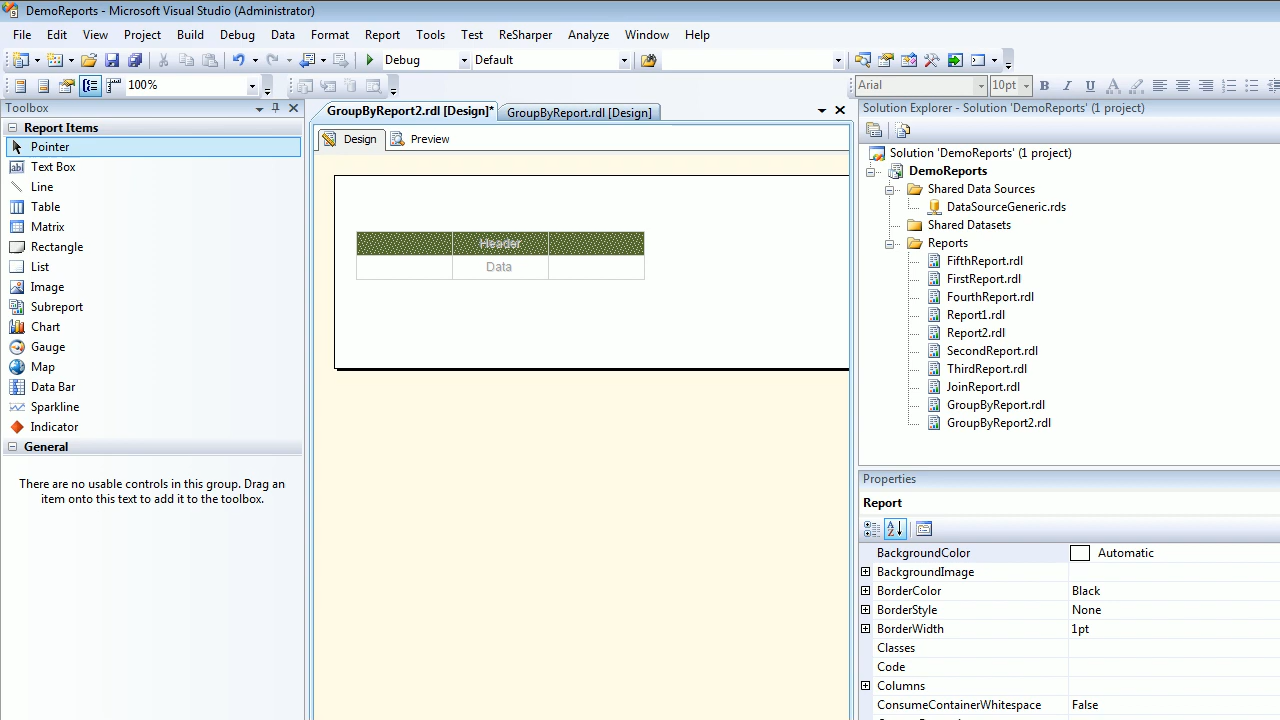 DemoReports - Microsoft Visual Studio (Administrator)
File Edit View Project Build Debug Data Format Report Tools Test ReSharper Analyze Window Help
Debug Default
100% Arial 10pt B I U A
Toolbox
Report Items
Pointer
Text Box
Line
Table
Matrix
Rectangle
List
Image
Subreport
Chart
Gauge
Map
Data Bar
Sparkline
Indicator
General
There are no usable controls in this group. Drag an
item onto this text to add it to the toolbox.
GroupByReport2.rdl [Design]* GroupByReport.rdl [Design]
Design Preview
Header
Data
Solution Explorer - Solution 'DemoReports' (1 project)
Solution 'DemoReports' (1 project)
DemoReports
Shared Data Sources
DataSourceGeneric.rds
Shared Datasets
Reports
FifthReport.rdl
FirstReport.rdl
FourthReport.rdl
Report1.rdl
Report2.rdl
SecondReport.rdl
ThirdReport.rdl
JoinReport.rdl
GroupByReport.rdl
GroupByReport2.rdl
Properties
Report
BackgroundColor Automatic
BackgroundImage
BorderColor Black
BorderStyle None
BorderWidth 1pt
Classes
Code
Columns
ConsumeContainerWhitespace False